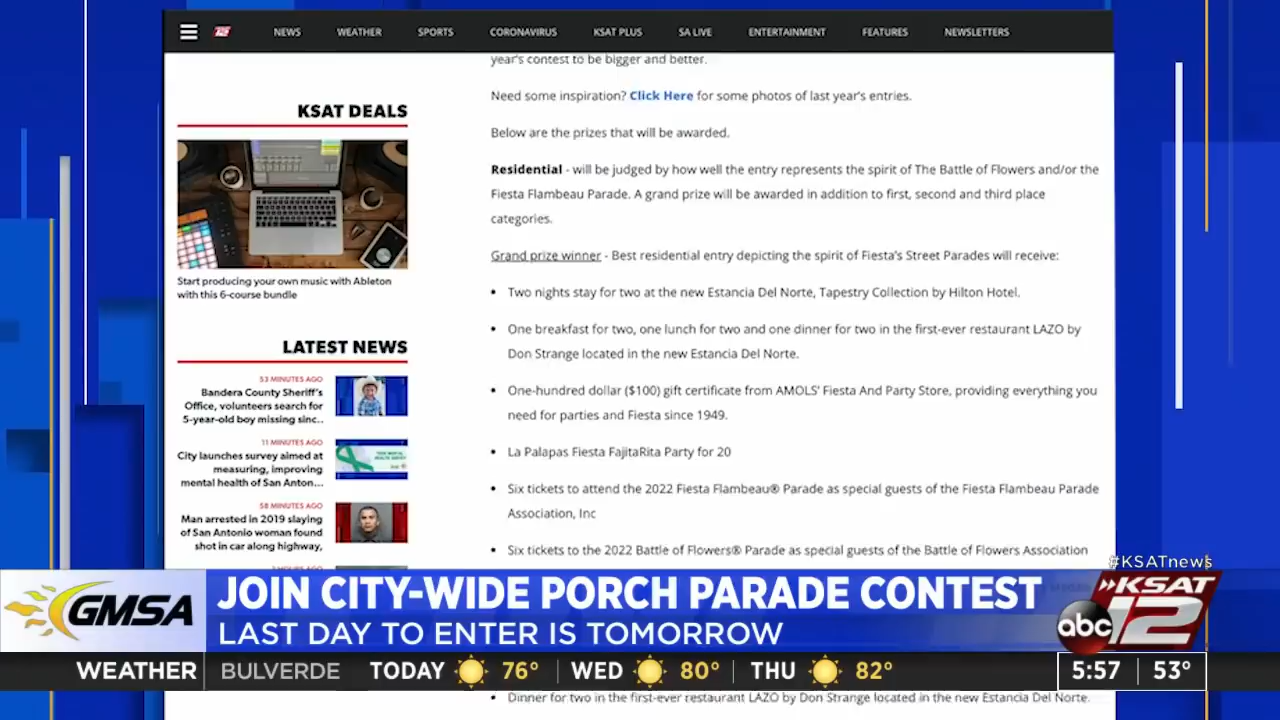 NEWS WEATHER SPORTS CORONAVIRUS KSAT PLUS SA LIVE ENTERTAINMENT FEATURES NEWSLETTERS
KSAT DEALS
Start producing your own music with Ableton
with this 6-course bundle
LATEST NEWS
53 MINUTES AGO
Bandera County Sheriff's
Office, volunteers search for
5-year-old boy missing sinc..
11 MINUTES AGO
City launches survey aimed at
measuring, improving
mental health of San Anton...
58 MINUTES AGO
Man arrested in 2019 slaying
of San Antonio woman found
shot in car along highway,
year's contest to be bigger and better.
Need some inspiration? Click Here for some photos of last year's entries.
Below are the prizes that will be awarded.
Residential - will be judged by how well the entry represents the spirit of The Battle of Flowers and/or the
Fiesta Flambeau Parade. A grand prize will be awarded in addition to first, second and third place
categories.
Grand prize winner - Best residential entry depicting the spirit of Fiesta's Street Parades will receive:
• Two nights stay for two at the new Estancia Del Norte, Tapestry Collection by Hilton Hotel.
• One breakfast for two, one lunch for two and one dinner for two in the first-ever restaurant LAZO by
Don Strange located in the new Estancia Del Norte.
• One-hundred dollar ($100) gift certificate from AMOLS' Fiesta And Party Store, providing everything you
need for parties and Fiesta since 1949.
• La Palapas Fiesta FajitaRita Party for 20
• Six tickets to attend the 2022 Fiesta Flambeau® Parade as special guests of the Fiesta Flambeau Parade
Association, Inc
• Six tickets to the 2022 Battle of Flowers® Parade as special guests of the Battle of Flowers Association
#KSATnews
GMSA
JOIN CITY-WIDE PORCH PARADE CONTEST
LAST DAY TO ENTER IS TOMORROW
KSAT
abc 12
WEATHER BULVERDE TODAY 76° WED 80° THU 82° 5:57 53°
• Dinner for two in the first-ever restaurant LAZO by Don Strange located in the new Estancia Del Norte.